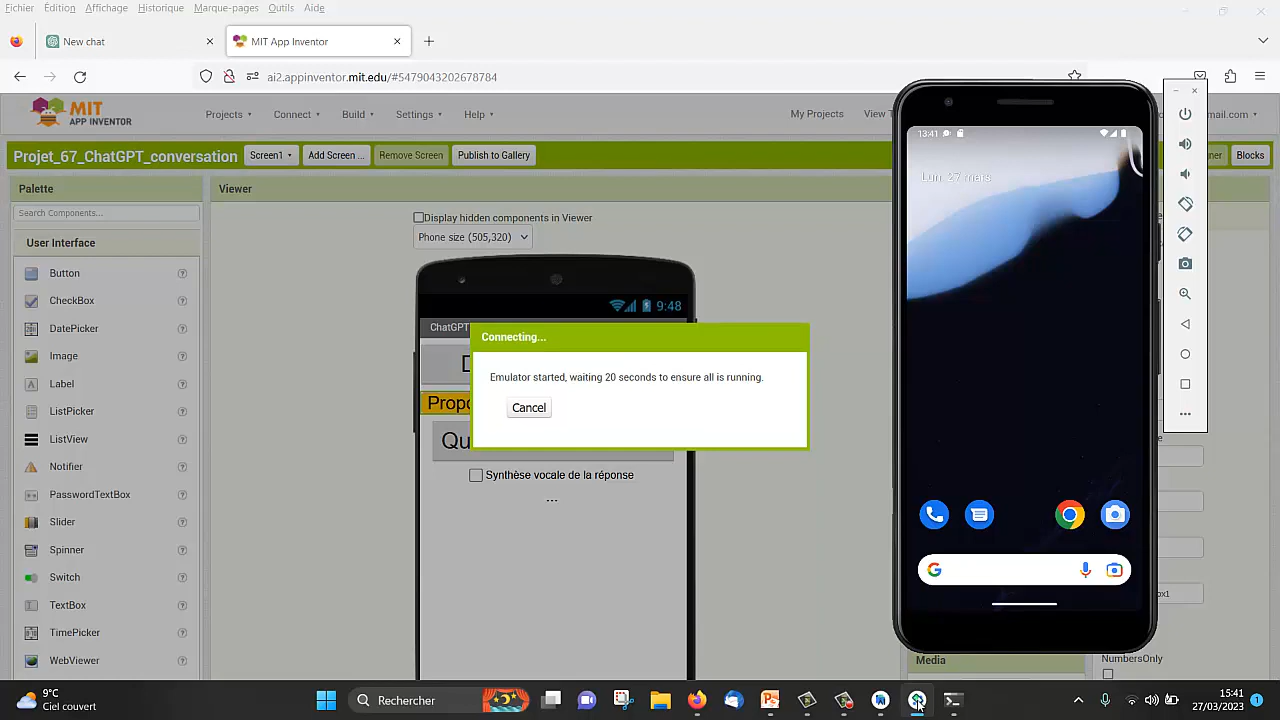 Fichier Édition Affichage Historique Marque-pages Outils Aide
New chat
MIT App Inventor
ai2.appinventor.mit.edu/#5479043202678784
MIT
APP INVENTOR
Projects Connect Build Settings Help My Projects View T
mail.com
Projet_67_ChatGPT_conversation Screen1 Add Screen ... Remove Screen Publish to Gallery
ner Blocks
Palette Viewer
Search Components...
User Interface
Display hidden components in Viewer
Phone size (505,320)
Button
CheckBox
DatePicker
Image
Label
ListPicker
ListView
Notifier
PasswordTextBox
Slider
Spinner
Switch
TextBox
TimePicker
WebViewer
9:48
ChatGPT
Propo
Qu
Synthèse vocale de la réponse
...
Connecting...
Emulator started, waiting 20 seconds to ensure all is running.
Cancel
13:41
Lun. 27 mars
box1
Media NumbersOnly
9°C
Ciel couvert
Rechercher
15:41
27/03/2023
1